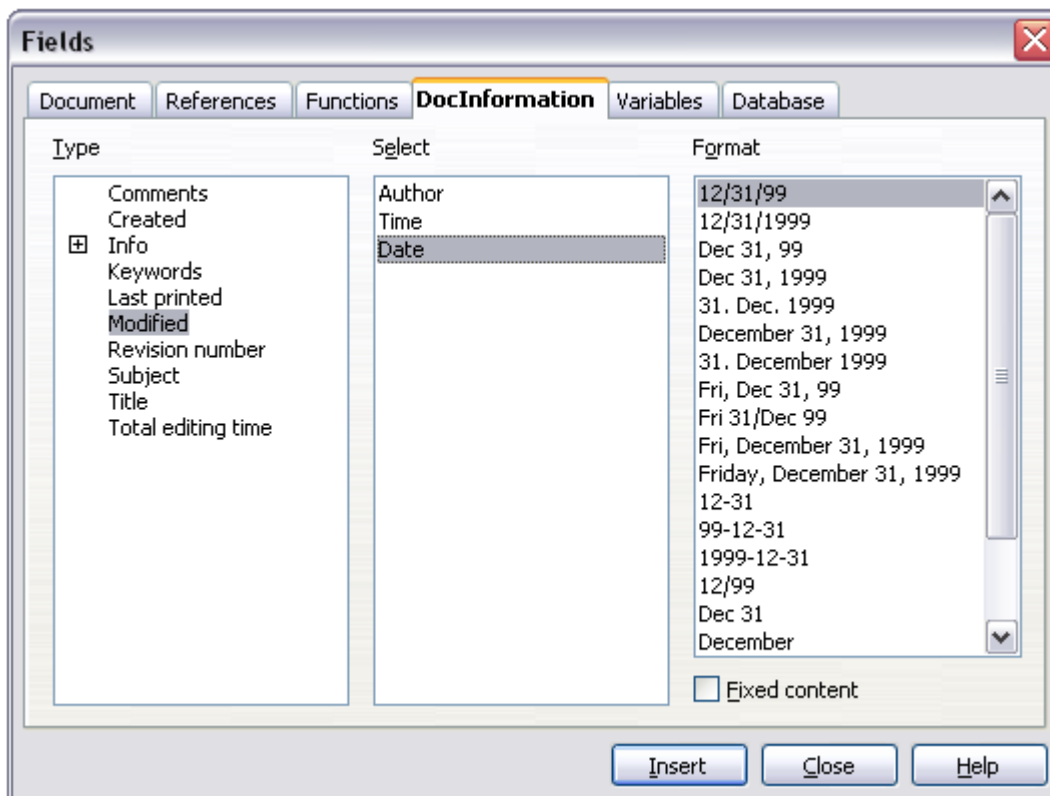 Fields
Document References Functions DocInformation Variables Database
Type
Comments
Created
Info
Keywords
Last printed
Modified
Revision number
Subject
Title
Total editing time
Select
Author
Time
Date
Format
12/31/99
12/31/1999
Dec 31, 99
Dec 31, 1999
31. Dec. 1999
December 31, 1999
31. December 1999
Fri, Dec 31, 99
Fri 31/Dec 99
Fri, December 31, 1999
Friday, December 31, 1999
12-31
99-12-31
1999-12-31
12/99
Dec 31
December
Fixed content
Insert Close Help